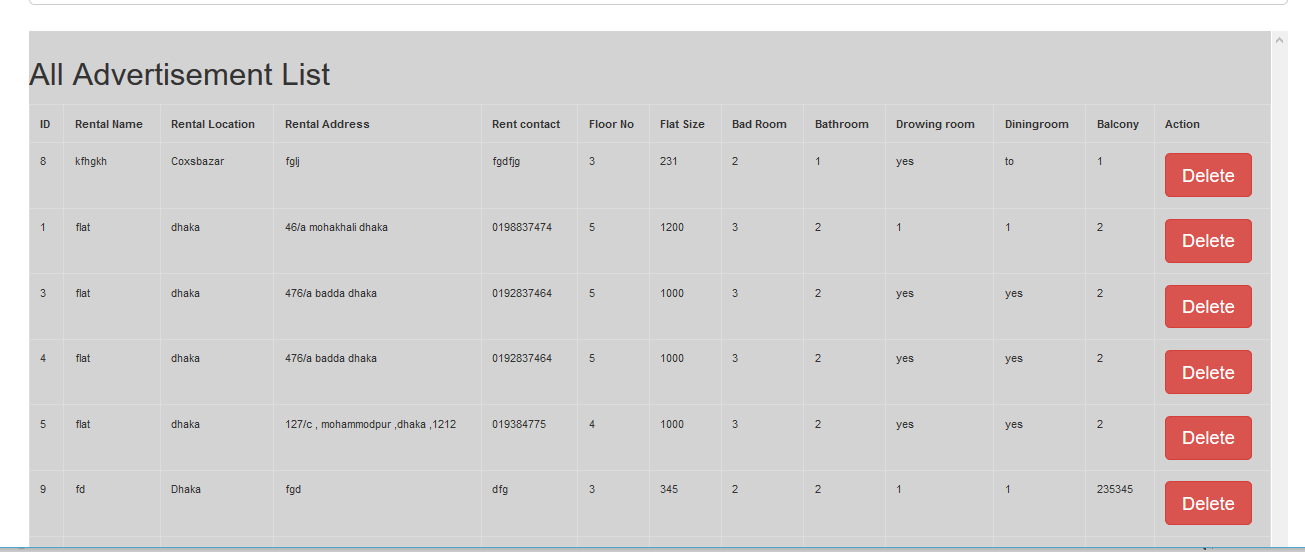 All Advertisement List
ID Rental Name Rental Location Rental Address Rent contact Floor No Flat Size Bad Room Bathroom Drowing room Diningroom Balcony Action
8 kfhgkh Coxsbazar fglj fgdfjg 3 231 2 1 yes to 1 Delete
1 flat dhaka 46/a mohakhali dhaka 0198837474 5 1200 3 2 1 1 2 Delete
3 flat dhaka 476/a badda dhaka 0192837464 5 1000 3 2 yes yes 2 Delete
4 flat dhaka 476/a badda dhaka 0192837464 5 1000 3 2 yes yes 2 Delete
5 flat dhaka 127/c , mohammodpur ,dhaka ,1212 019384775 4 1000 3 2 yes yes 2 Delete
9 fd Dhaka fgd dfg 3 345 2 2 1 1 235345 Delete